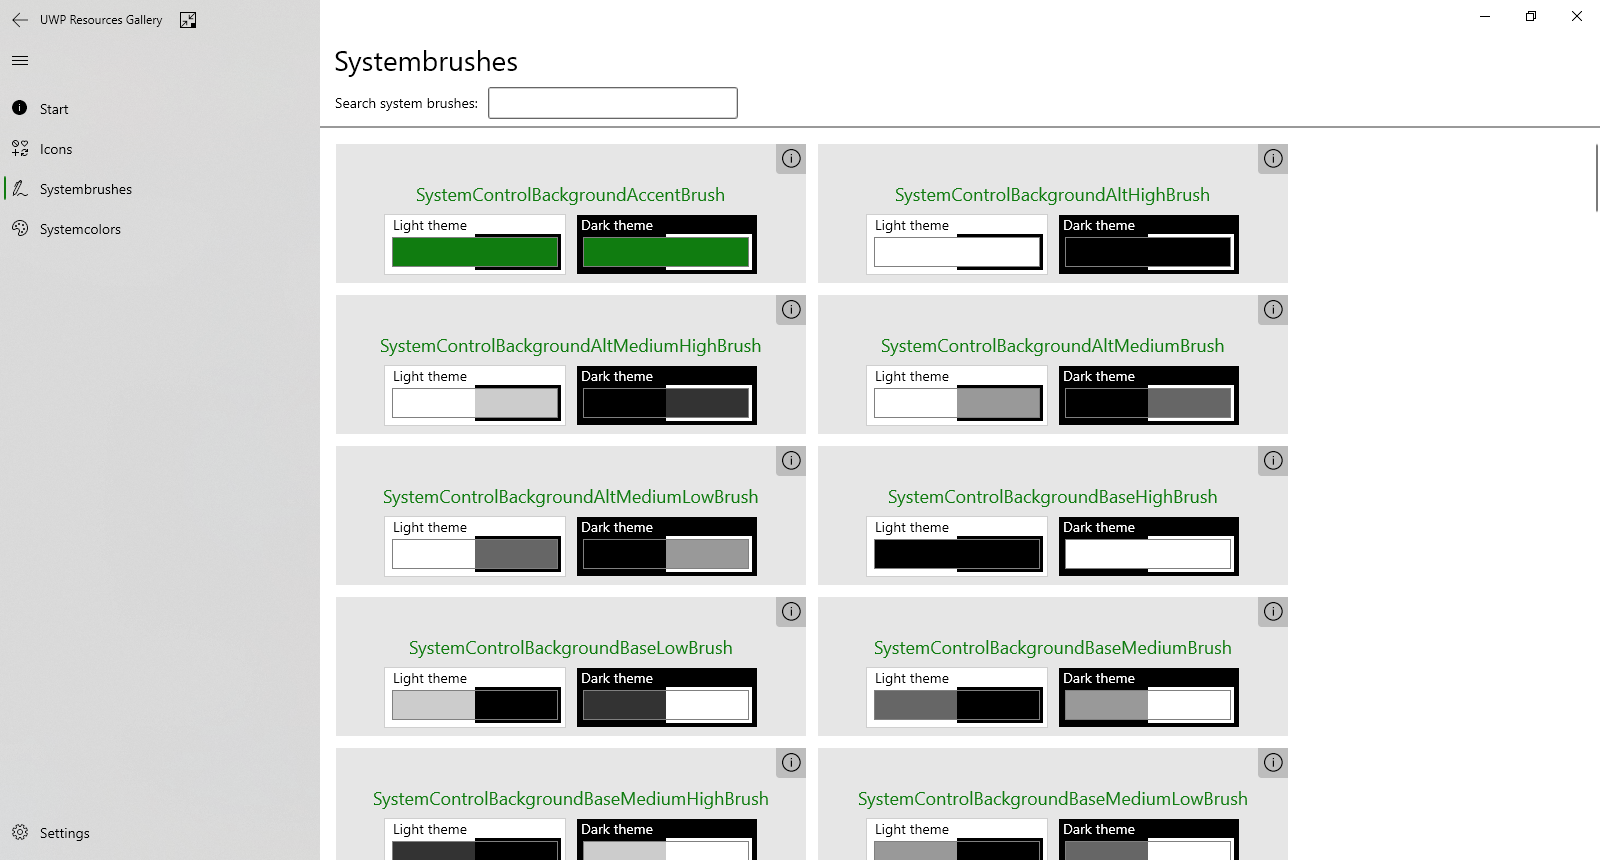 UWP Resources Gallery
Start
Icons
Systembrushes
Systemcolors
Settings
Systembrushes
Search system brushes:
SystemControlBackgroundAccentBrush
Light theme
Dark theme
SystemControlBackgroundAltHighBrush
Light theme
Dark theme
SystemControlBackgroundAltMediumHighBrush
Light theme
Dark theme
SystemControlBackgroundAltMediumBrush
Light theme
Dark theme
SystemControlBackgroundAltMediumLowBrush
Light theme
Dark theme
SystemControlBackgroundBaseHighBrush
Light theme
Dark theme
SystemControlBackgroundBaseLowBrush
Light theme
Dark theme
SystemControlBackgroundBaseMediumBrush
Light theme
Dark theme
SystemControlBackgroundBaseMediumHighBrush
Light theme
Dark theme
SystemControlBackgroundBaseMediumLowBrush
Light theme
Dark theme